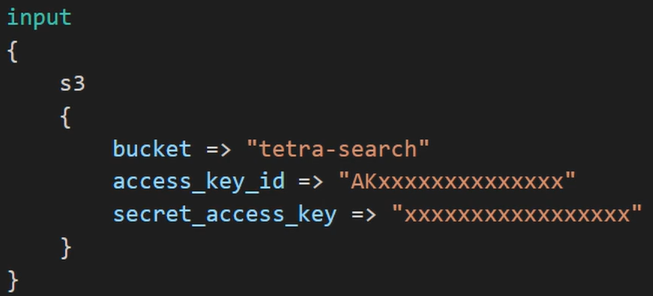 input
{
    s3
    {
        bucket => "tetra-search"
        access_key_id => "AKxxxxxxxxxxxxxx"
        secret_access_key => "xxxxxxxxxxxxxxxxx"
    }
}